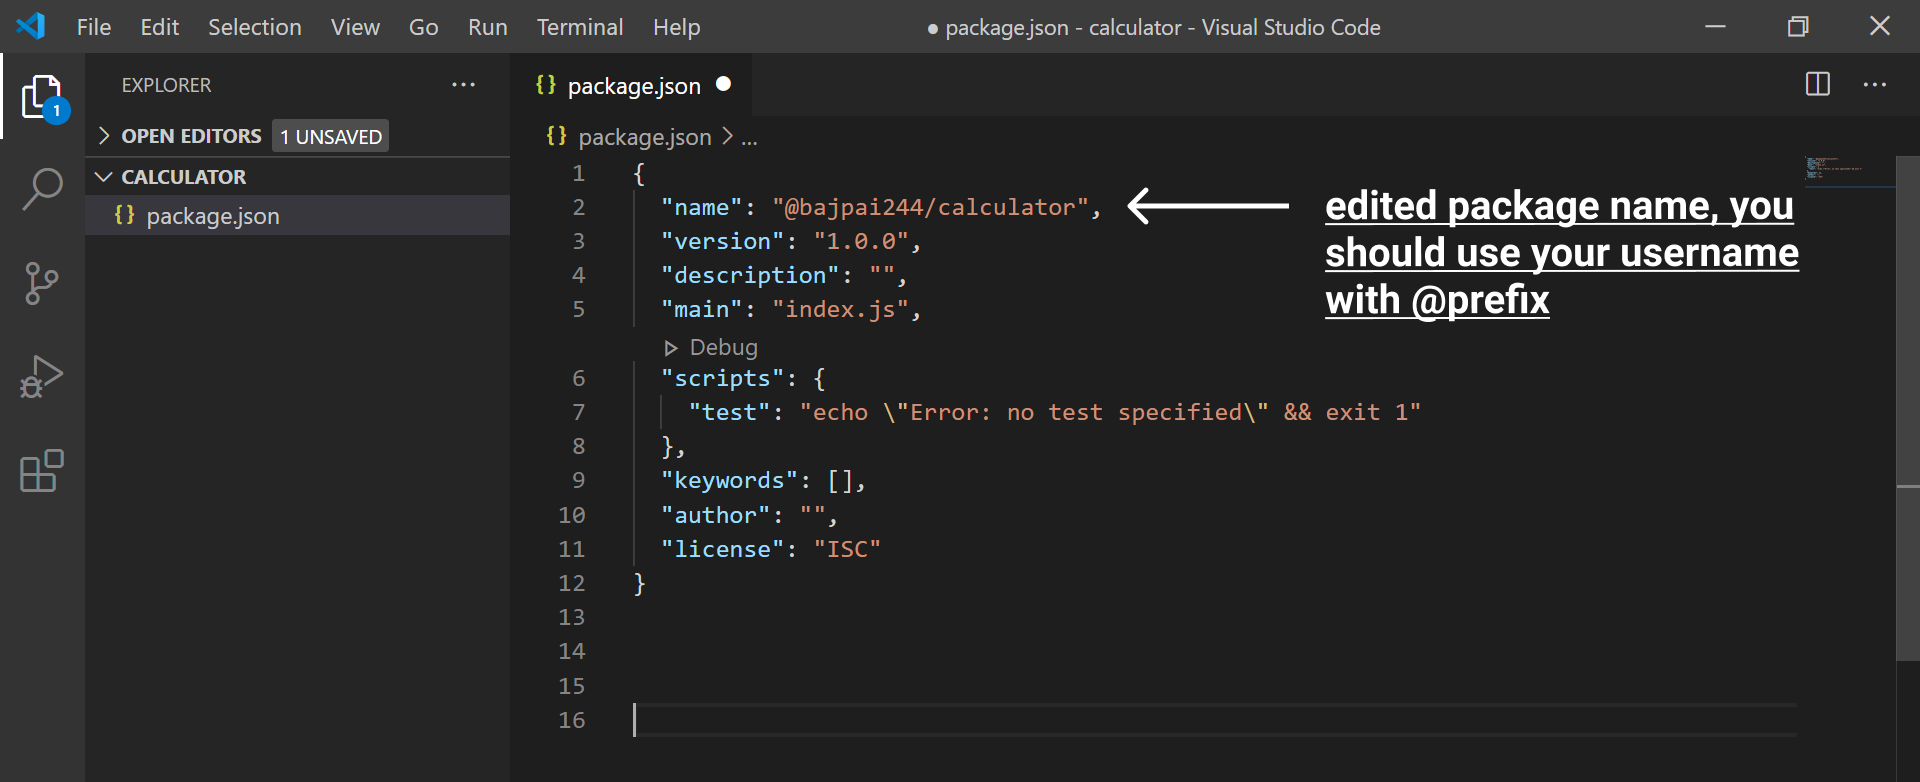 File Edit Selection View Go Run Terminal Help
● package.json - calculator - Visual Studio Code
EXPLORER
1
OPEN EDITORS 1 UNSAVED
CALCULATOR
{} package.json
{} package.json ●
{} package.json > ...
1 {
2 "name": "@bajpai244/calculator",
3 "version": "1.0.0",
4 "description": "",
5 "main": "index.js",
Debug
6 "scripts": {
7 "test": "echo \"Error: no test specified\" && exit 1"
8 },
9 "keywords": [],
10 "author": "",
11 "license": "ISC"
12 }
13
14
15
16
edited package name, you
should use your username
with @prefix